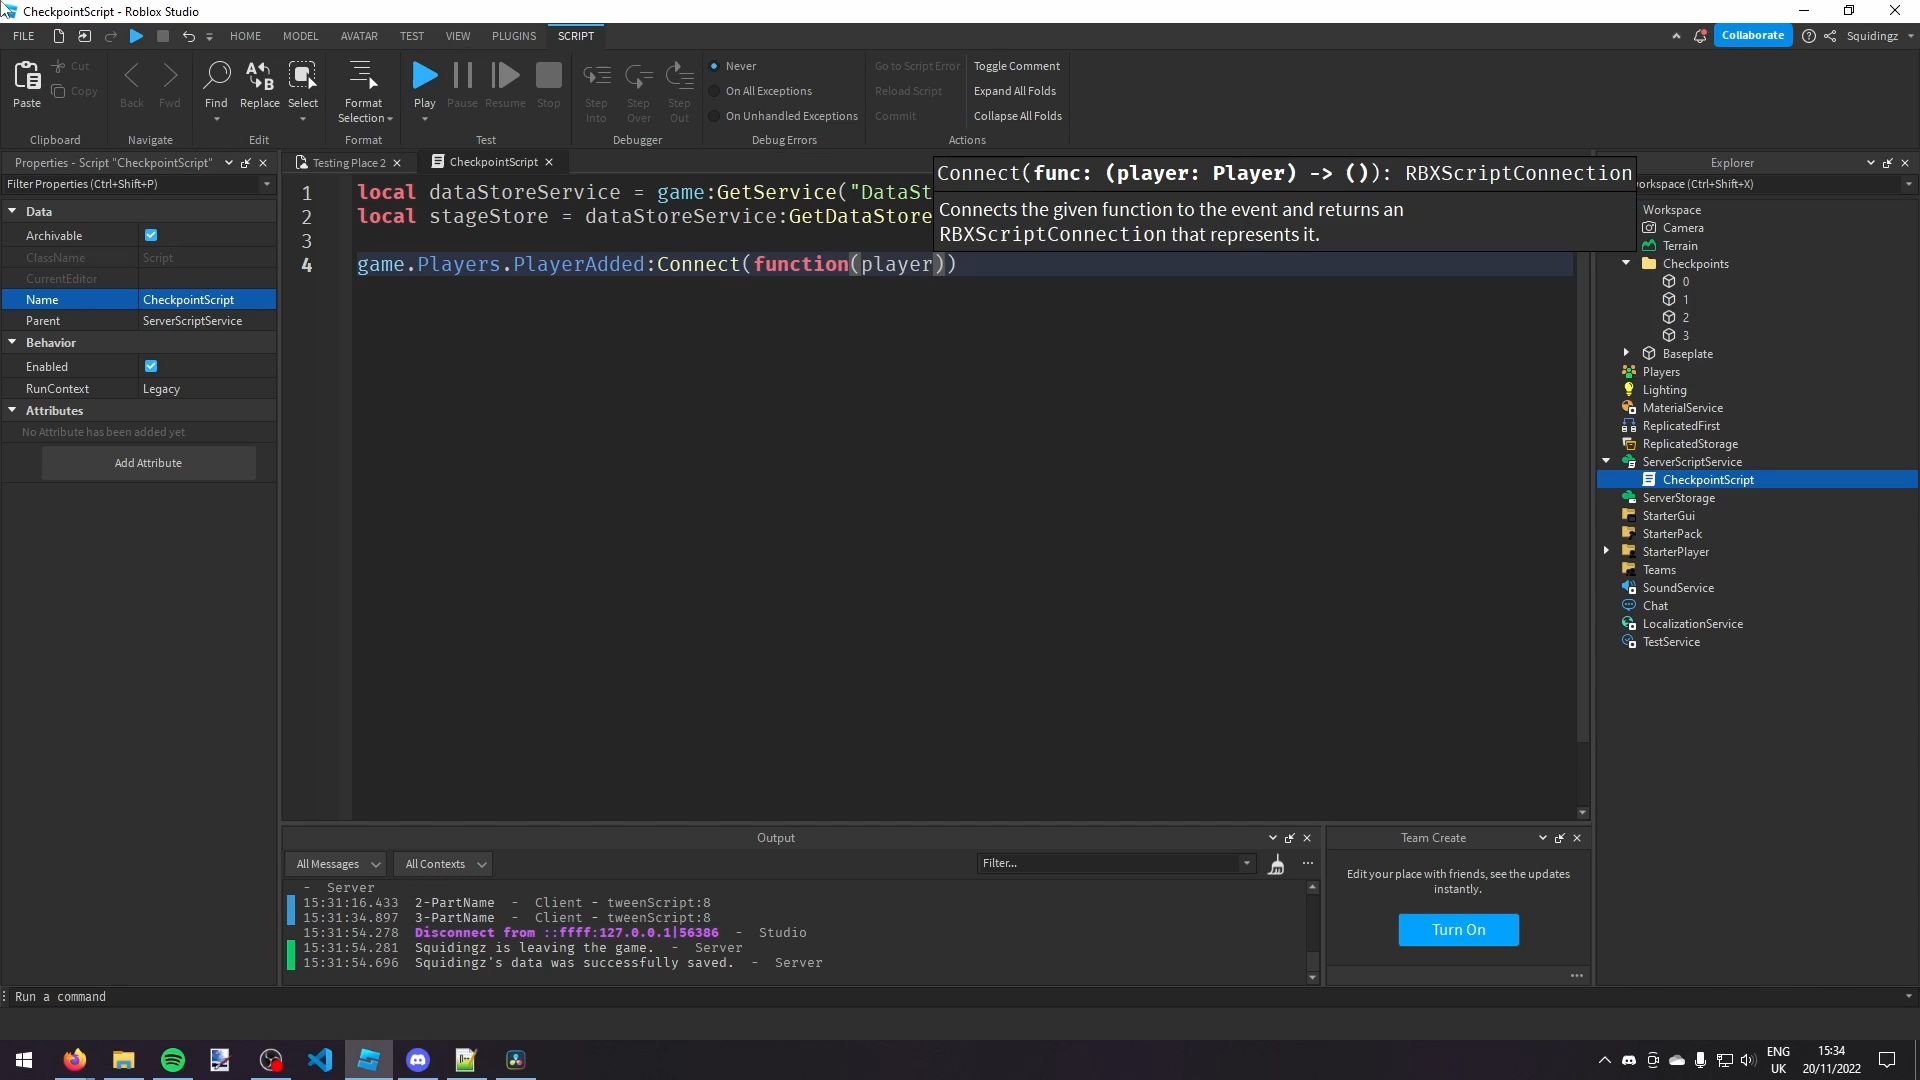 CheckpointScript - Roblox Studio
FILE HOME MODEL AVATAR TEST VIEW PLUGINS SCRIPT Collaborate Squidingz
Paste Cut Copy
Clipboard
Back Fwd
Navigate
Find Replace Select
Edit
Format Selection
Format
Play Pause Resume Stop
Test
Step Into Step Over Step Out
Debugger
Never
On All Exceptions
On Unhandled Exceptions
Debug Errors
Go to Script Error
Reload Script
Commit
Toggle Comment
Expand All Folds
Collapse All Folds
Actions
Properties - Script "CheckpointScript"
Filter Properties (Ctrl+Shift+P)
Data
Archivable
ClassName Script
CurrentEditor
Name CheckpointScript
Parent ServerScriptService
Behavior
Enabled
RunContext Legacy
Attributes
No Attribute has been added yet
Add Attribute
Testing Place 2
CheckpointScript
1 local dataStoreService = game:GetService("DataSt
2 local stageStore = dataStoreService:GetDataStore
3
4 game.Players.PlayerAdded:Connect(function(player))
Connect(func: (player: Player) -> ()): RBXScriptConnection
Connects the given function to the event and returns an
RBXScriptConnection that represents it.
Explorer
orkspace (Ctrl+Shift+X)
Workspace
Camera
Terrain
Checkpoints
0
1
2
3
Baseplate
Players
Lighting
MaterialService
ReplicatedFirst
ReplicatedStorage
ServerScriptService
CheckpointScript
ServerStorage
StarterGui
StarterPack
StarterPlayer
Teams
SoundService
Chat
LocalizationService
TestService
Output
All Messages All Contexts Filter...
- Server
15:31:16.433 2-PartName - Client - tweenScript:8
15:31:34.897 3-PartName - Client - tweenScript:8
15:31:54.278 Disconnect from ::ffff:127.0.0.1|56386 - Studio
15:31:54.281 Squidingz is leaving the game. - Server
15:31:54.696 Squidingz's data was successfully saved. - Server
Team Create
Edit your place with friends, see the updates
instantly.
Turn On
Run a command
ENG
UK
15:34
20/11/2022